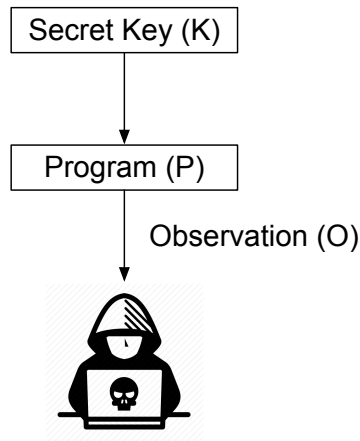 Secret Key (K)
Program (P)
Observation (O)